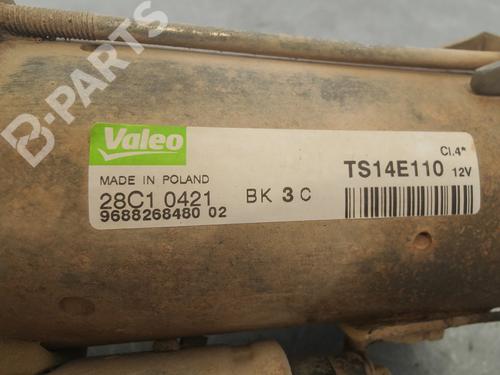 B-PARTS
Valeo
MADE IN POLAND
28C1 0421
9688268480 02
BK 3 C
Cl.4*
TS14E110 12V